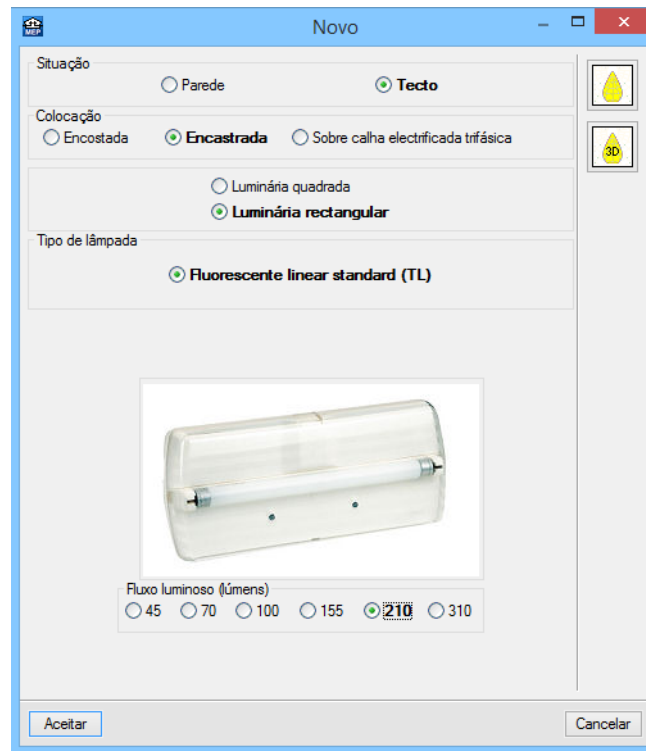 MEP
Novo
Situação
Parede
Tecto
Colocação
Encostada
Encastrada
Sobre calha electrificada trifásica
3D
Luminária quadrada
Luminária rectangular
Tipo de lâmpada
Fluorescente linear standard (TL)
Fluxo luminoso (lúmens)
45 70 100 155 210 310
Aceitar
Cancelar